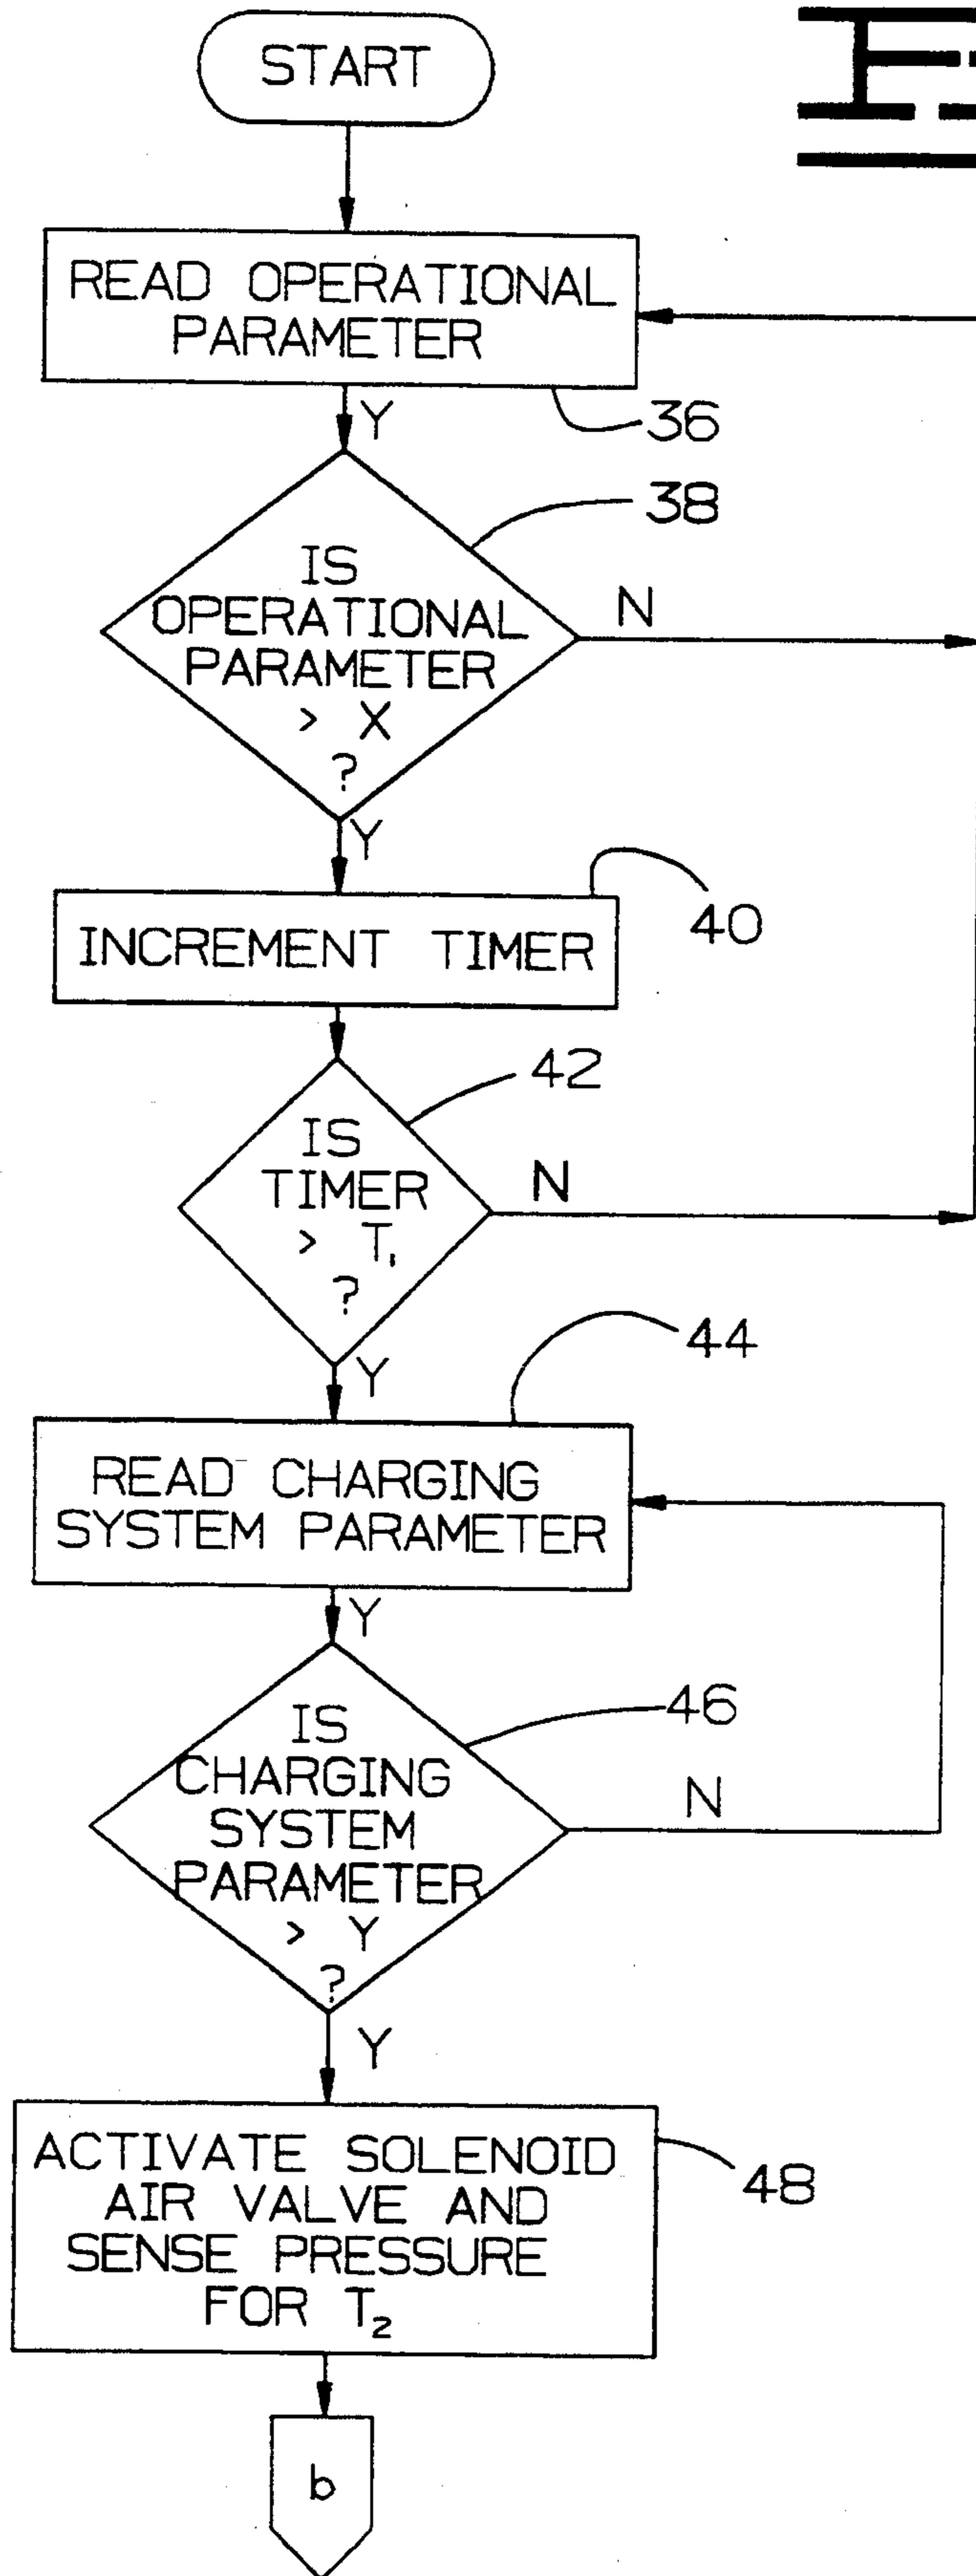 START
READ OPERATIONAL
PARAMETER
36
Y
38
IS
OPERATIONAL
PARAMETER
> X
?
N
Y
40
INCREMENT TIMER
42
IS
TIMER
> T₁
?
N
Y
44
READ CHARGING
SYSTEM PARAMETER
Y
46
IS
CHARGING
SYSTEM
PARAMETER
> Y
?
N
Y
ACTIVATE SOLENOID
AIR VALVE AND
SENSE PRESSURE
FOR T₂
48
b